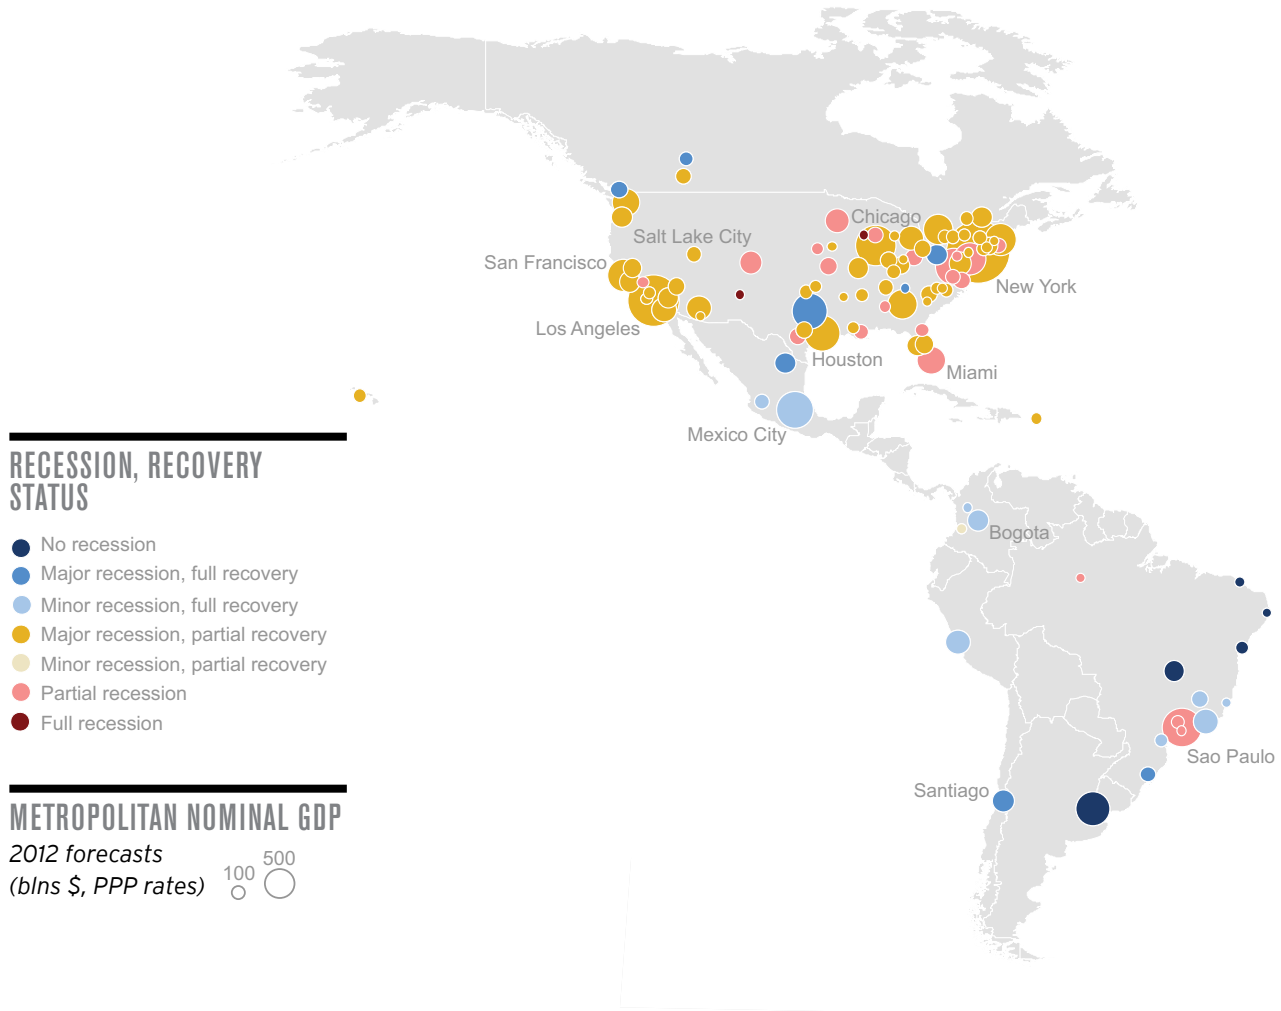 Chicago
Salt Lake City
San Francisco
New York
Los Angeles
Houston
Miami
Mexico City
RECESSION, RECOVERY
STATUS
No recession
Major recession, full recovery
Minor recession, full recovery
Major recession, partial recovery
Minor recession, partial recovery
Partial recession
Full recession
Bogota
Sao Paulo
Santiago
METROPOLITAN NOMINAL GDP
2012 forecasts
(blns $, PPP rates)
100
500